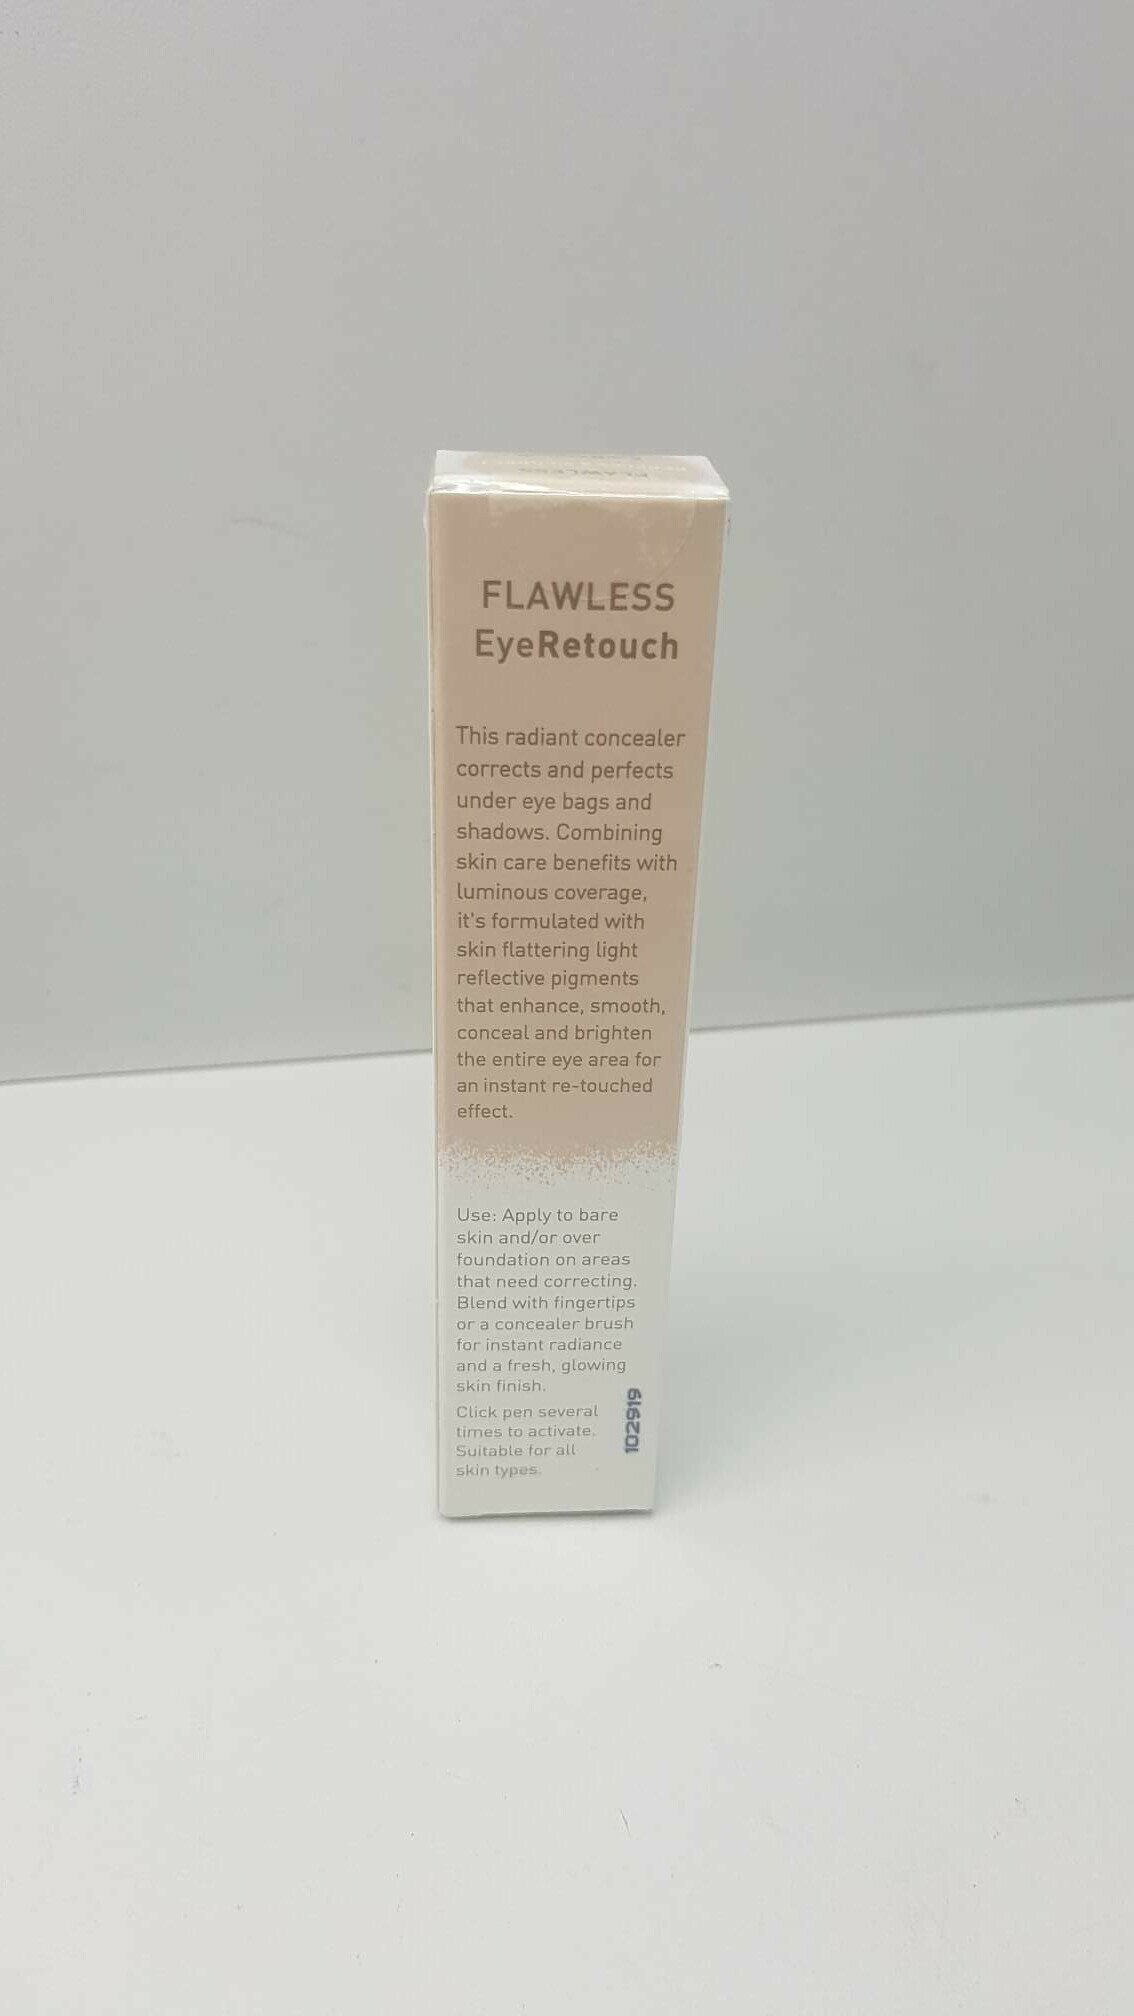 FLAWLESS
FLAWLESS
EyeRetouch
This radiant concealer
corrects and perfects
under eye bags and
shadows. Combining
skin care benefits with
luminous coverage,
it's formulated with
skin flattering light
reflective pigments
that enhance, smooth,
conceal and brighten
the entire eye area for
an instant re-touched
effect.
Use: Apply to bare
skin and/or over
foundation on areas
that need correcting.
Blend with fingertips
or a concealer brush
for instant radiance
and a fresh, glowing
skin finish.
Click pen several
times to activate.
Suitable for all
skin types.
102919